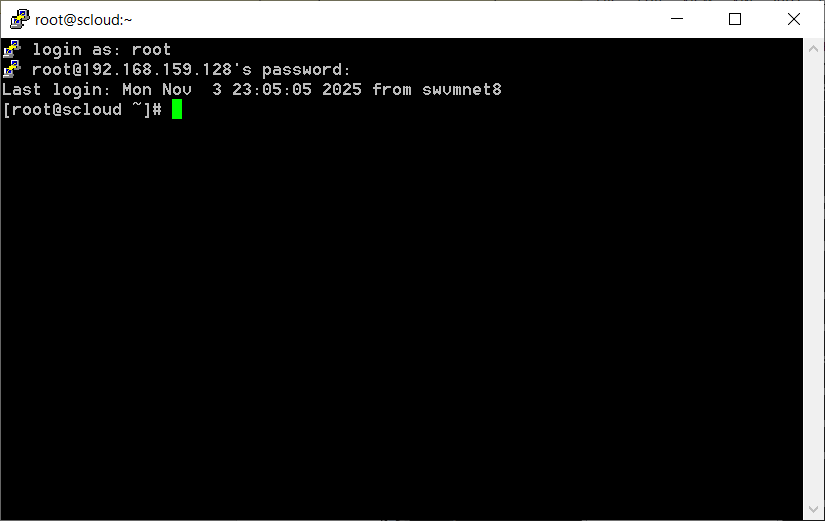 root@scloud:~
login as: root
root@192.168.159.128's password:
Last login: Mon Nov  3 23:05:05 2025 from swvmnet8
[root@scloud ~]#